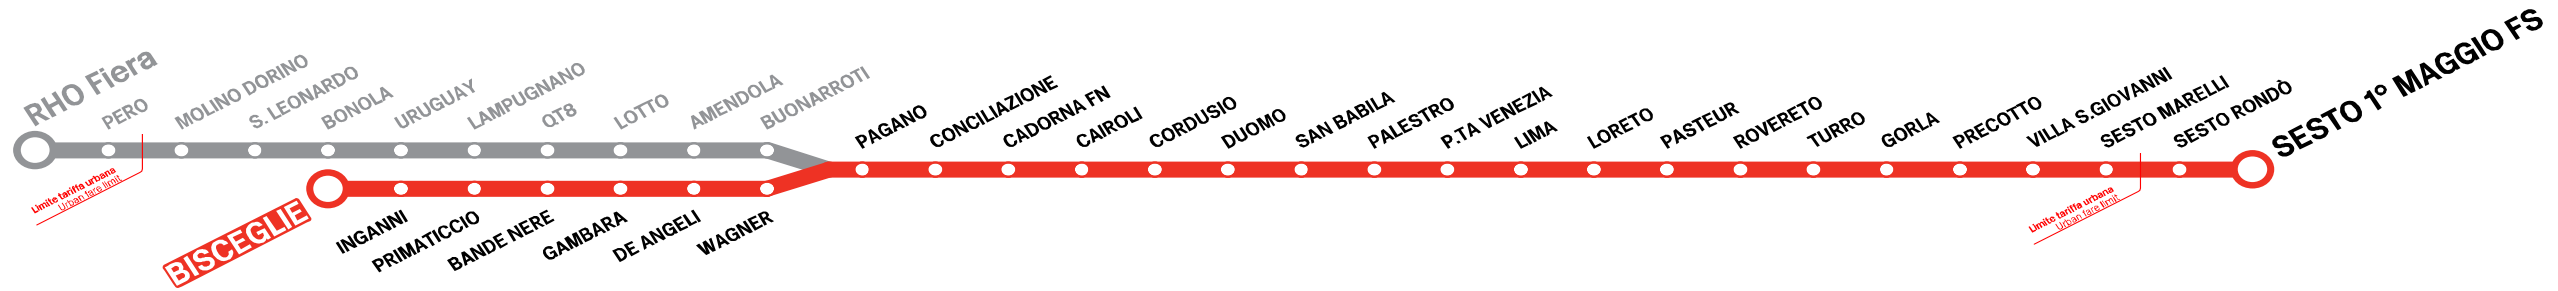 RHO Fiera
PERO
MOLINO DORINO
S. LEONARDO
BONOLA
URUGUAY
LAMPUGNANO
QT8
LOTTO
AMENDOLA
BUONARROTI
PAGANO
CONCILIAZIONE
CADORNA FN
CAIROLI
CORDUSIO
DUOMO
SAN BABILA
PALESTRO
P.TA VENEZIA
LIMA
LORETO
PASTEUR
ROVERETO
TURRO
GORLA
PRECOTTO
VILLA S.GIOVANNI
SESTO MARELLI
SESTO RONDÒ
SESTO 1° MAGGIO FS
Limite tariffa urbana
Urban fare limit
BISCEGLIE
INGANNI
PRIMATICCIO
BANDE NERE
GAMBARA
DE ANGELI
WAGNER
Limite tariffa urbana
Urban fare limit